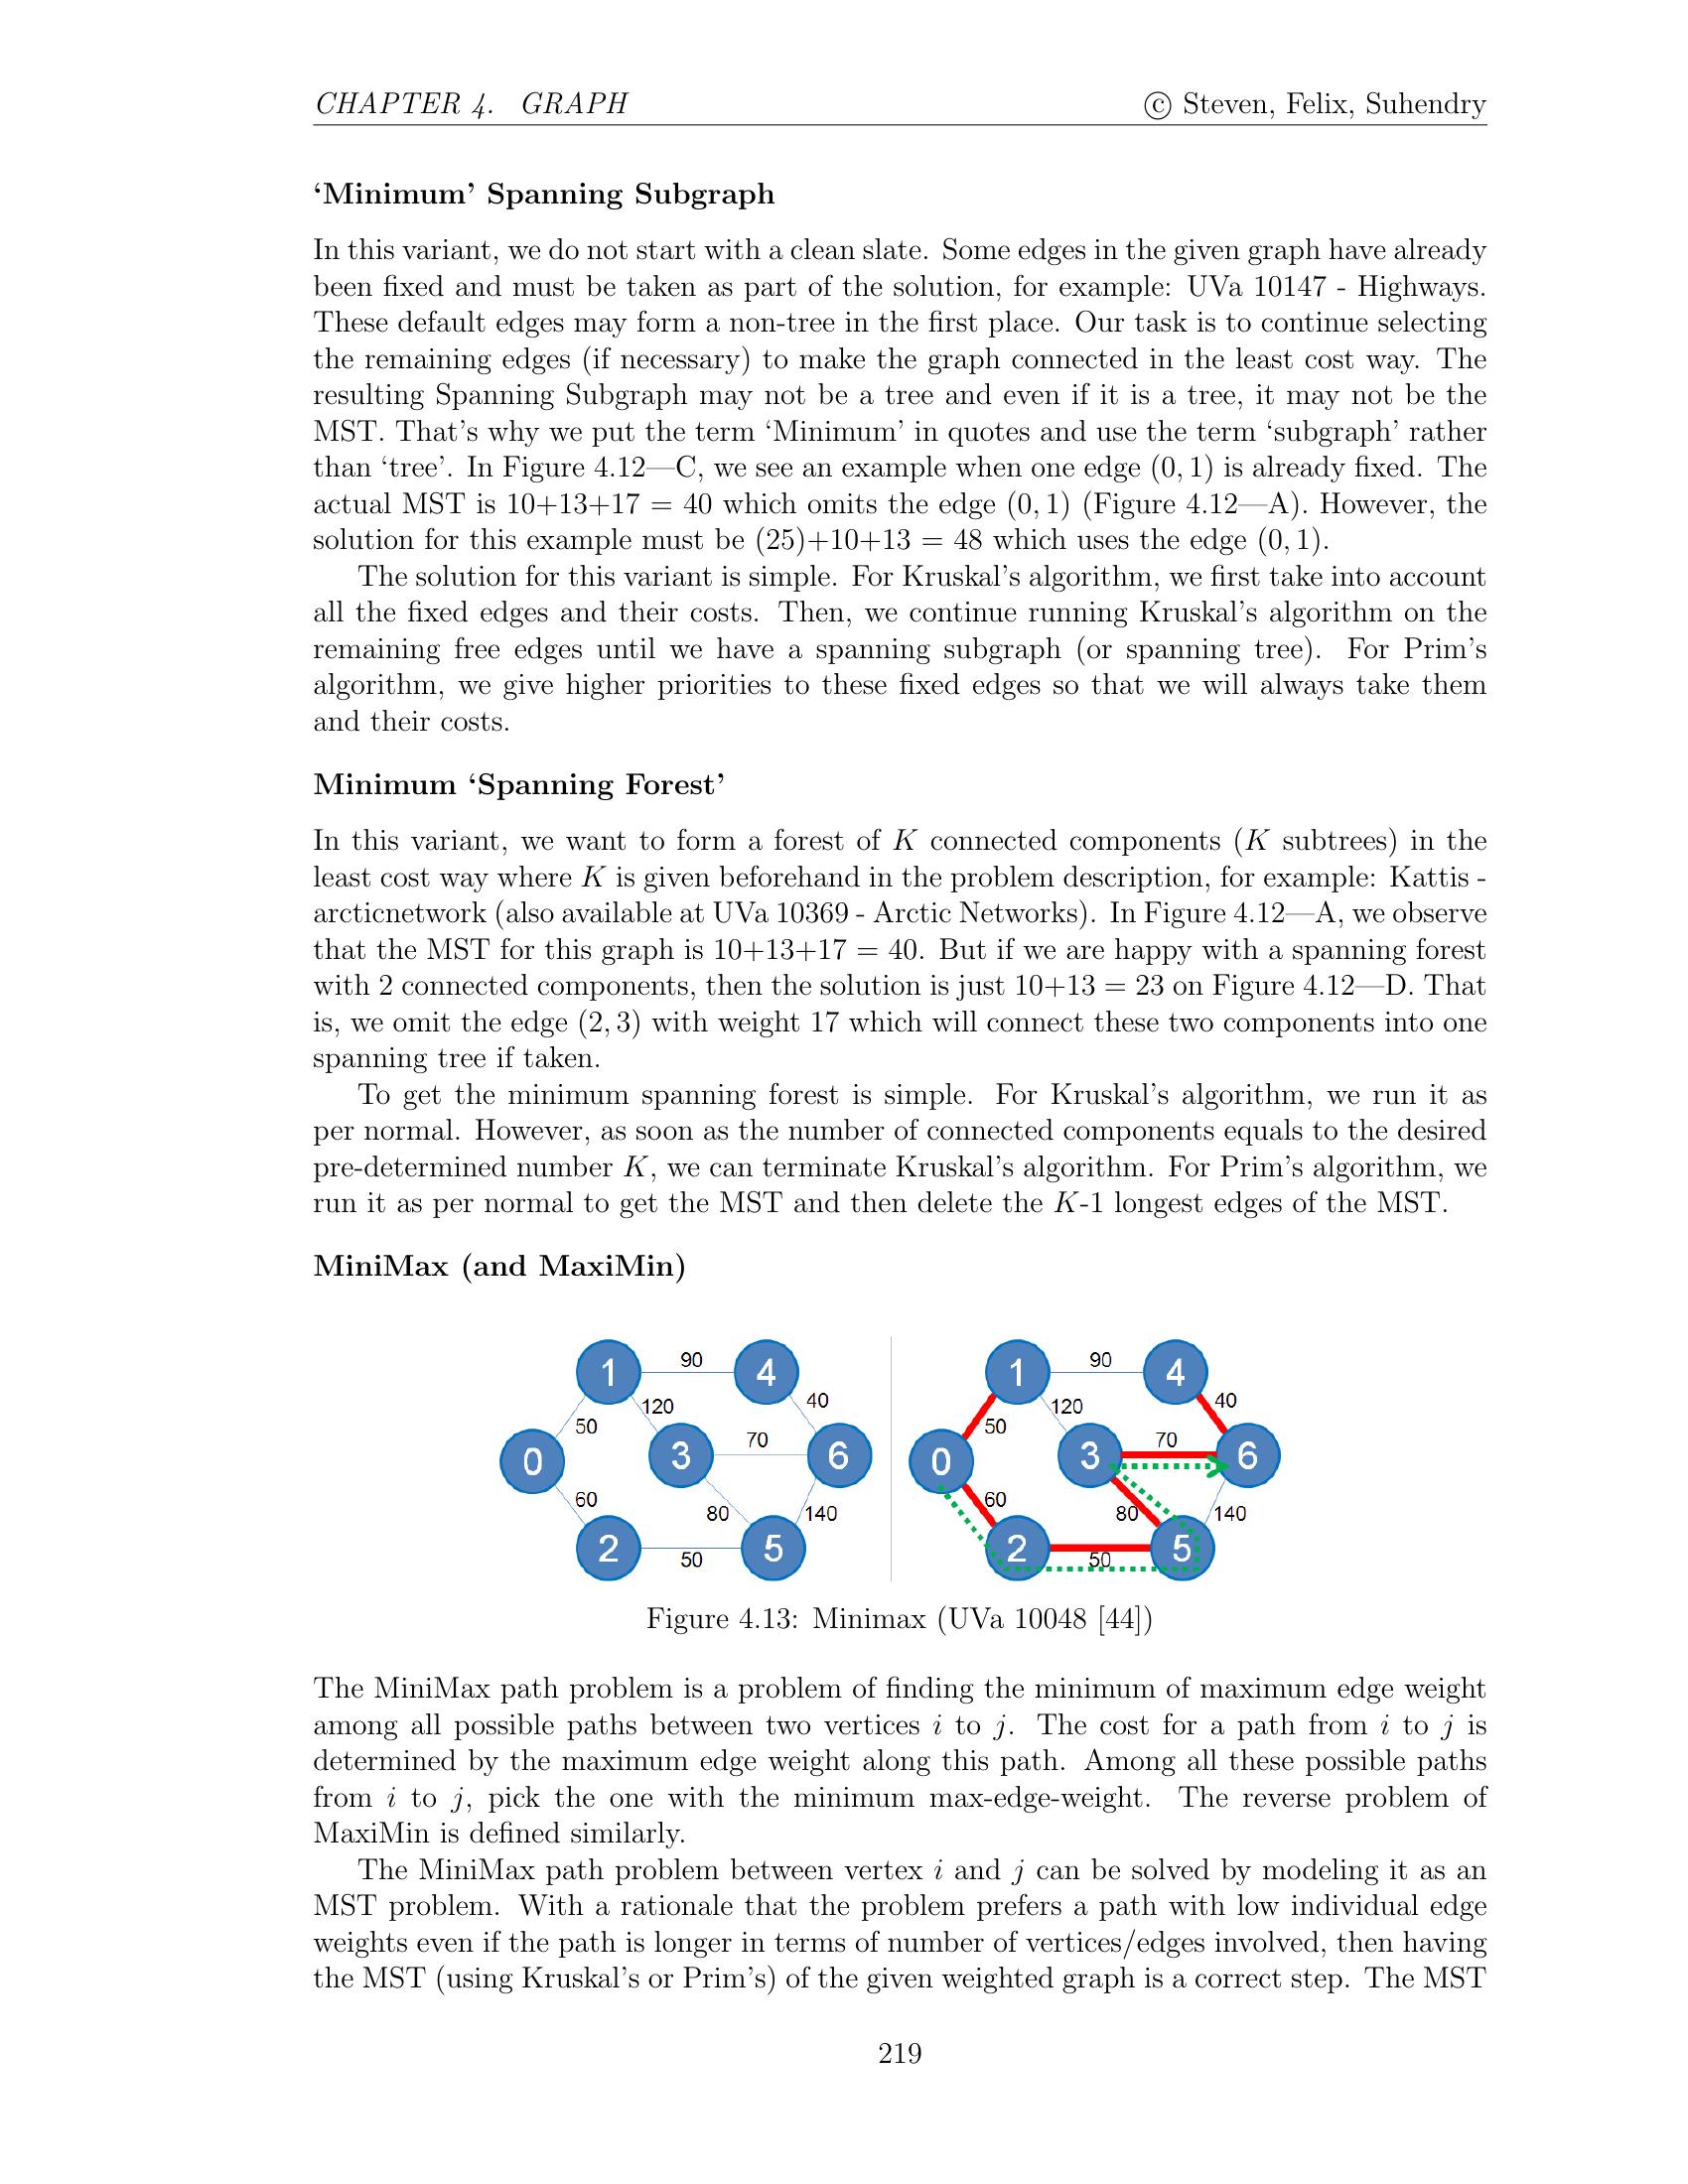 CHAPTER 4. GRAPH © Steven, Felix, Suhendry
‘Minimum’ Spanning Subgraph
In this variant, we do not start with a clean slate. Some edges in the given graph have already
been fixed and must be taken as part of the solution, for example: UVa 10147 - Highways.
These default edges may form a non-tree in the first place. Our task is to continue selecting
the remaining edges (if necessary) to make the graph connected in the least cost way. The
resulting Spanning Subgraph may not be a tree and even if it is a tree, it may not be the
MST. That’s why we put the term ‘Minimum’ in quotes and use the term ‘subgraph’ rather
than ‘tree’. In Figure 4.12—C, we see an example when one edge (0, 1) is already fixed. The
actual MST is 10+13+17 = 40 which omits the edge (0, 1) (Figure 4.12—A). However, the
solution for this example must be (25)+10+13 = 48 which uses the edge (0, 1).
The solution for this variant is simple. For Kruskal’s algorithm, we first take into account
all the fixed edges and their costs. Then, we continue running Kruskal’s algorithm on the
remaining free edges until we have a spanning subgraph (or spanning tree). For Prim’s
algorithm, we give higher priorities to these fixed edges so that we will always take them
and their costs.
Minimum ‘Spanning Forest’
In this variant, we want to form a forest of K connected components (K subtrees) in the
least cost way where K is given beforehand in the problem description, for example: Kattis -
arcticnetwork (also available at UVa 10369 - Arctic Networks). In Figure 4.12—A, we observe
that the MST for this graph is 10+13+17 = 40. But if we are happy with a spanning forest
with 2 connected components, then the solution is just 10+13 = 23 on Figure 4.12—D. That
is, we omit the edge (2, 3) with weight 17 which will connect these two components into one
spanning tree if taken.
To get the minimum spanning forest is simple. For Kruskal’s algorithm, we run it as
per normal. However, as soon as the number of connected components equals to the desired
pre-determined number K, we can terminate Kruskal’s algorithm. For Prim’s algorithm, we
run it as per normal to get the MST and then delete the K-1 longest edges of the MST.
MiniMax (and MaxiMin)
1 90 4
120 40
50
0 3 70 6
60
80 140
2 50 5
1 90 4
120 40
50
0 3 70 6
60
80 140
2 50 5
Figure 4.13: Minimax (UVa 10048 [44])
The MiniMax path problem is a problem of finding the minimum of maximum edge weight
among all possible paths between two vertices i to j. The cost for a path from i to j is
determined by the maximum edge weight along this path. Among all these possible paths
from i to j, pick the one with the minimum max-edge-weight. The reverse problem of
MaxiMin is defined similarly.
The MiniMax path problem between vertex i and j can be solved by modeling it as an
MST problem. With a rationale that the problem prefers a path with low individual edge
weights even if the path is longer in terms of number of vertices/edges involved, then having
the MST (using Kruskal’s or Prim’s) of the given weighted graph is a correct step. The MST
219